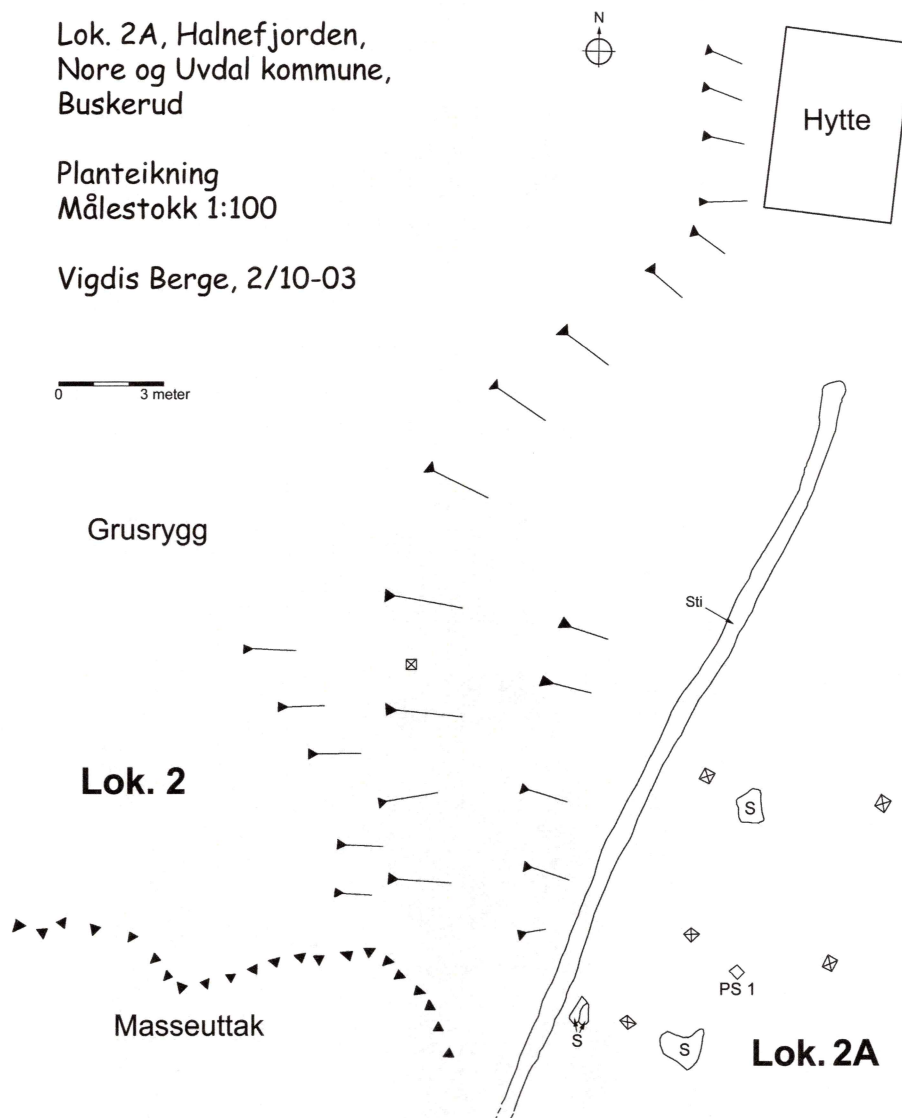 Lok. 2A, Halnefjorden,
Nore og Uvdal kommune,
Buskerud
Planteikning
Målestokk 1:100
Vigdis Berge, 2/10-03
N
Hytte
0 3 meter
Grusrygg
Sti
Lok. 2
S
PS 1
Masseuttak
S
S
Lok. 2A